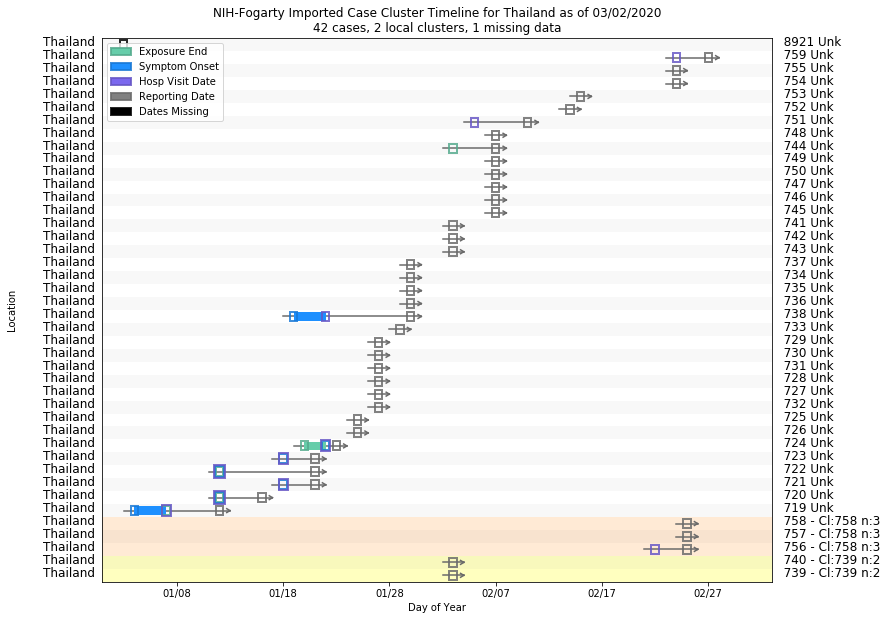 NIH-Fogarty Imported Case Cluster Timeline for Thailand as of 03/02/2020
42 cases, 2 local clusters, 1 missing data
Exposure End
Symptom Onset
Hosp Visit Date
Reporting Date
Dates Missing
Location
Thailand 8921 Unk
Thailand 759 Unk
Thailand 755 Unk
Thailand 754 Unk
Thailand 753 Unk
Thailand 752 Unk
Thailand 751 Unk
Thailand 748 Unk
Thailand 744 Unk
Thailand 749 Unk
Thailand 750 Unk
Thailand 747 Unk
Thailand 746 Unk
Thailand 745 Unk
Thailand 741 Unk
Thailand 742 Unk
Thailand 743 Unk
Thailand 737 Unk
Thailand 734 Unk
Thailand 735 Unk
Thailand 736 Unk
Thailand 738 Unk
Thailand 733 Unk
Thailand 729 Unk
Thailand 730 Unk
Thailand 731 Unk
Thailand 728 Unk
Thailand 727 Unk
Thailand 732 Unk
Thailand 725 Unk
Thailand 726 Unk
Thailand 724 Unk
Thailand 723 Unk
Thailand 722 Unk
Thailand 721 Unk
Thailand 720 Unk
Thailand 719 Unk
Thailand 758 - Cl:758 n:3
Thailand 757 - Cl:758 n:3
Thailand 756 - Cl:758 n:3
Thailand 740 - Cl:739 n:2
Thailand 739 - Cl:739 n:2
01/08 01/18 01/28 02/07 02/17 02/27
Day of Year